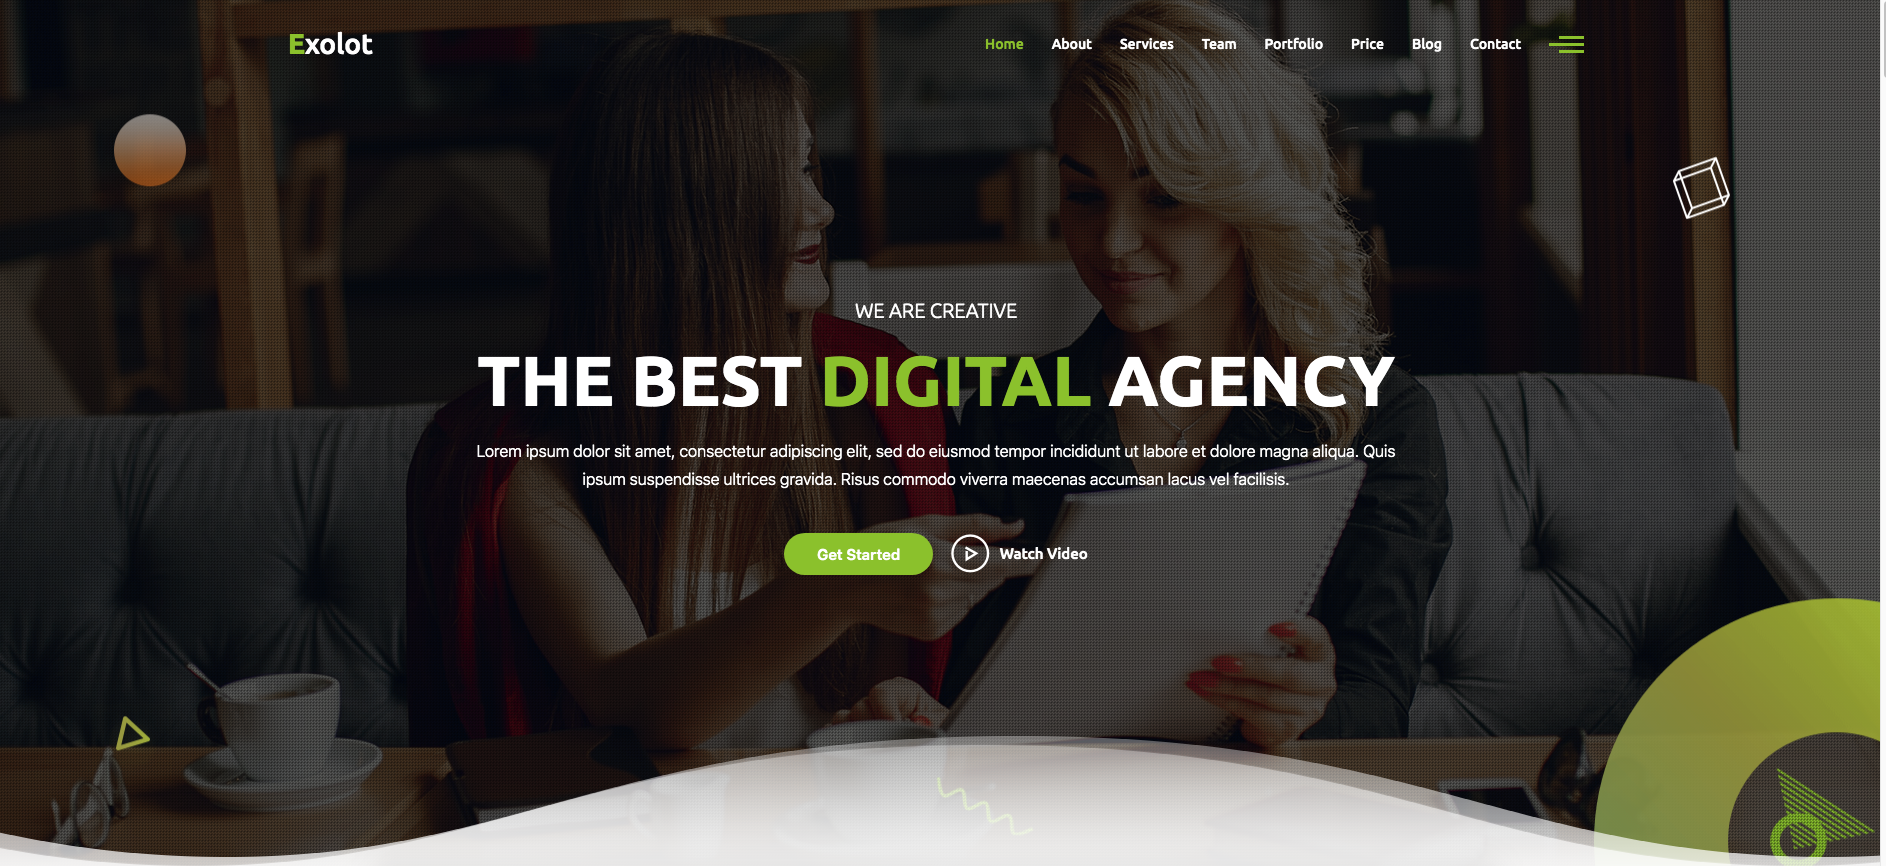 Exolot
Home About Services Team Portfolio Price Blog Contact
WE ARE CREATIVE
THE BEST DIGITAL AGENCY
Lorem ipsum dolor sit amet, consectetur adipiscing elit, sed do eiusmod tempor incididunt ut labore et dolore magna aliqua. Quis
ipsum suspendisse ultrices gravida. Risus commodo viverra maecenas accumsan lacus vel facilisis.
Get Started Watch Video